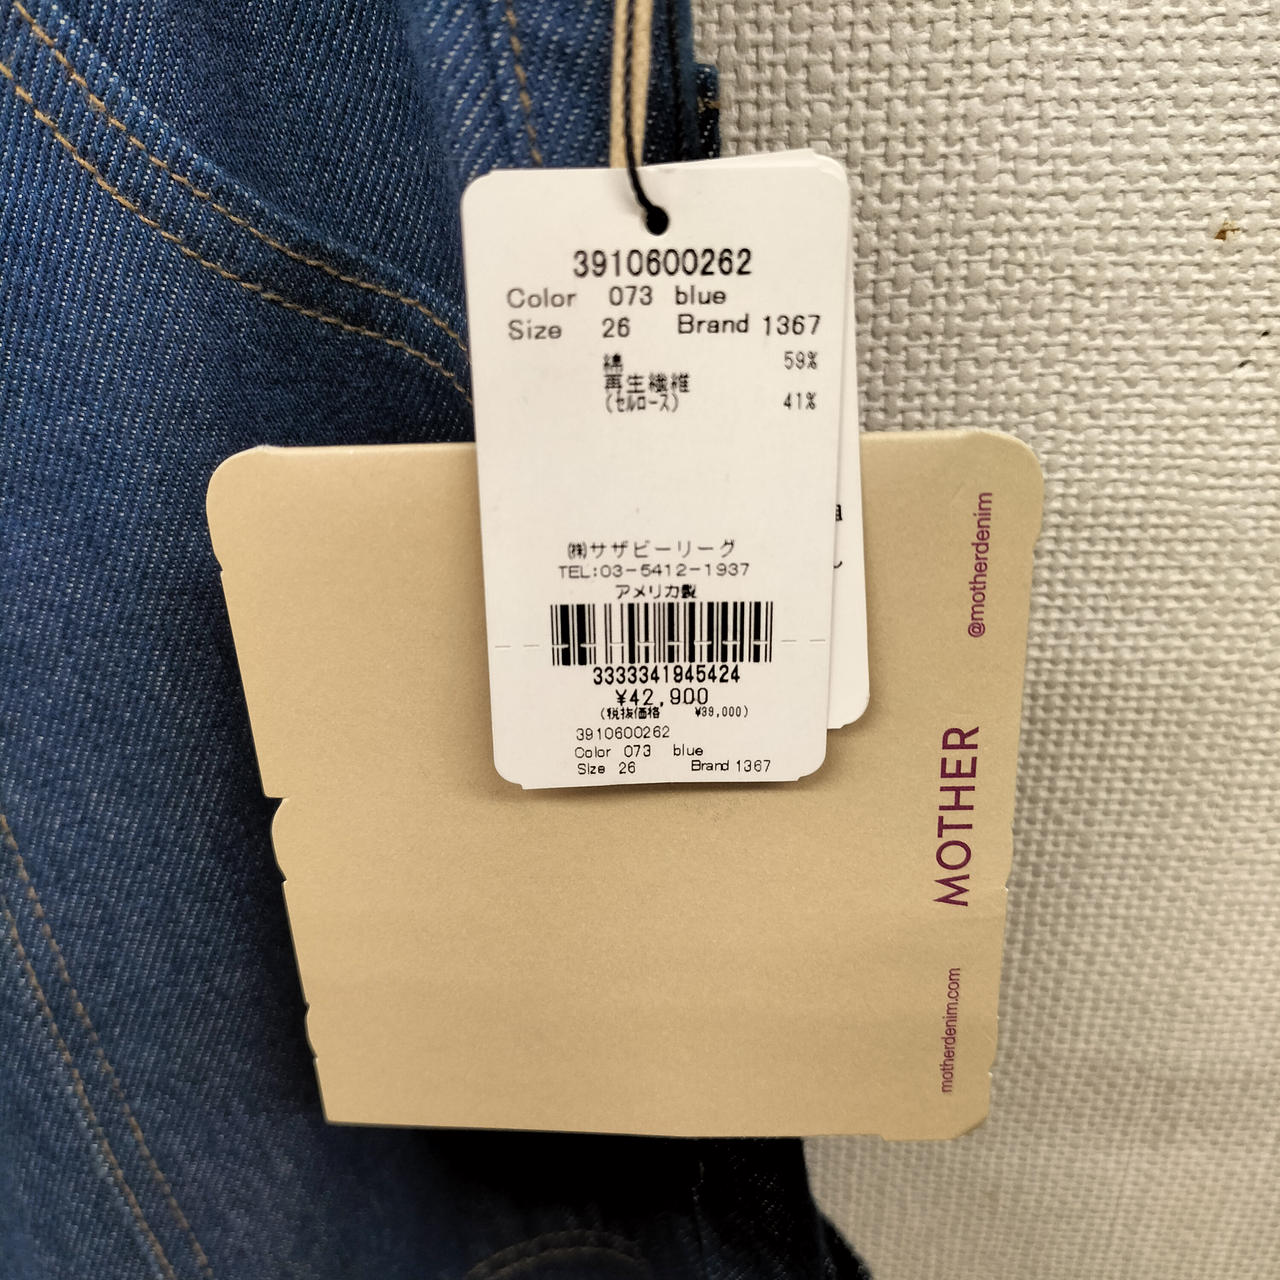 3910600262
Color 073 blue
Size 26 Brand 1367
綿 59%
再生繊維
(セルロース) 41%
㈱サザビーリーグ
TEL:03-5412-1937
アメリカ製
3333341945424
¥42,900
(税抜価格 ¥39,000)
3910600262
Color 073 blue
Size 26 Brand 1367
@motherdenim
MOTHER
motherdenim.com